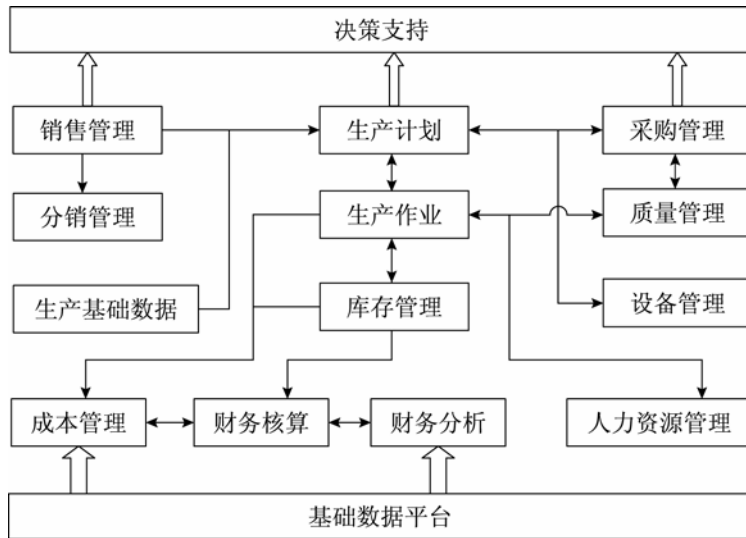 决策支持
销售管理
生产计划
采购管理
分销管理
生产作业
质量管理
生产基础数据
库存管理
设备管理
成本管理
财务核算
财务分析
人力资源管理
基础数据平台